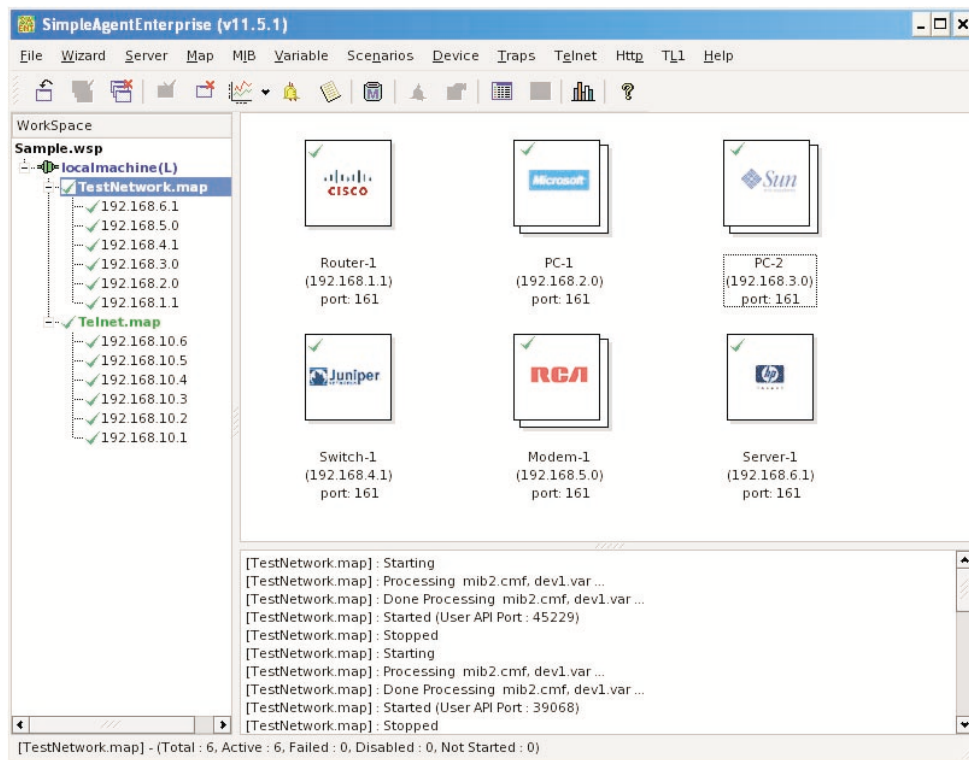 SimpleAgentEnterprise (v11.5.1)
File Wizard Server Map MIB Variable Scenarios Device Traps Telnet Http TL1 Help
WorkSpace
Sample.wsp
localmachine(L)
TestNetwork.map
192.168.6.1
192.168.5.0
192.168.4.1
192.168.3.0
192.168.2.0
192.168.1.1
Telnet.map
192.168.10.6
192.168.10.5
192.168.10.4
192.168.10.3
192.168.10.2
192.168.10.1
CISCO
Router-1
(192.168.1.1)
port: 161
Microsoft
PC-1
(192.168.2.0)
port: 161
Sun
PC-2
(192.168.3.0)
port: 161
Juniper
Switch-1
(192.168.4.1)
port: 161
RCA
Modem-1
(192.168.5.0)
port: 161
hp
Server-1
(192.168.6.1)
port: 161
[TestNetwork.map] : Starting
[TestNetwork.map] : Processing mib2.cmf, dev1.var ...
[TestNetwork.map] : Done Processing mib2.cmf, dev1.var ...
[TestNetwork.map] : Started (User API Port : 45229)
[TestNetwork.map] : Stopped
[TestNetwork.map] : Starting
[TestNetwork.map] : Processing mib2.cmf, dev1.var ...
[TestNetwork.map] : Done Processing mib2.cmf, dev1.var ...
[TestNetwork.map] : Started (User API Port : 39068)
[TestNetwork.map] : Stopped
[TestNetwork.map] - (Total : 6, Active : 6, Failed : 0, Disabled : 0, Not Started : 0)